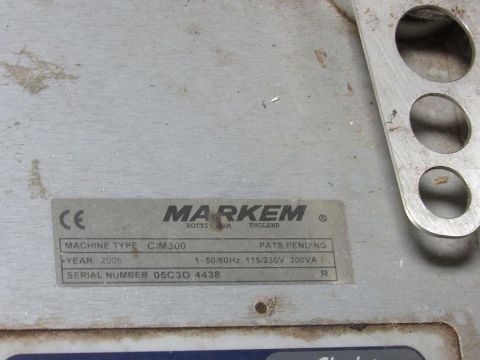 CE MARKEM ®
NOTTINGHAM ENGLAND
MACHINE TYPE CIM300 PATS PENDING
YEAR 2005 1~50/60Hz 115/230V 300VA
SERIAL NUMBER 05C3D 4438 R